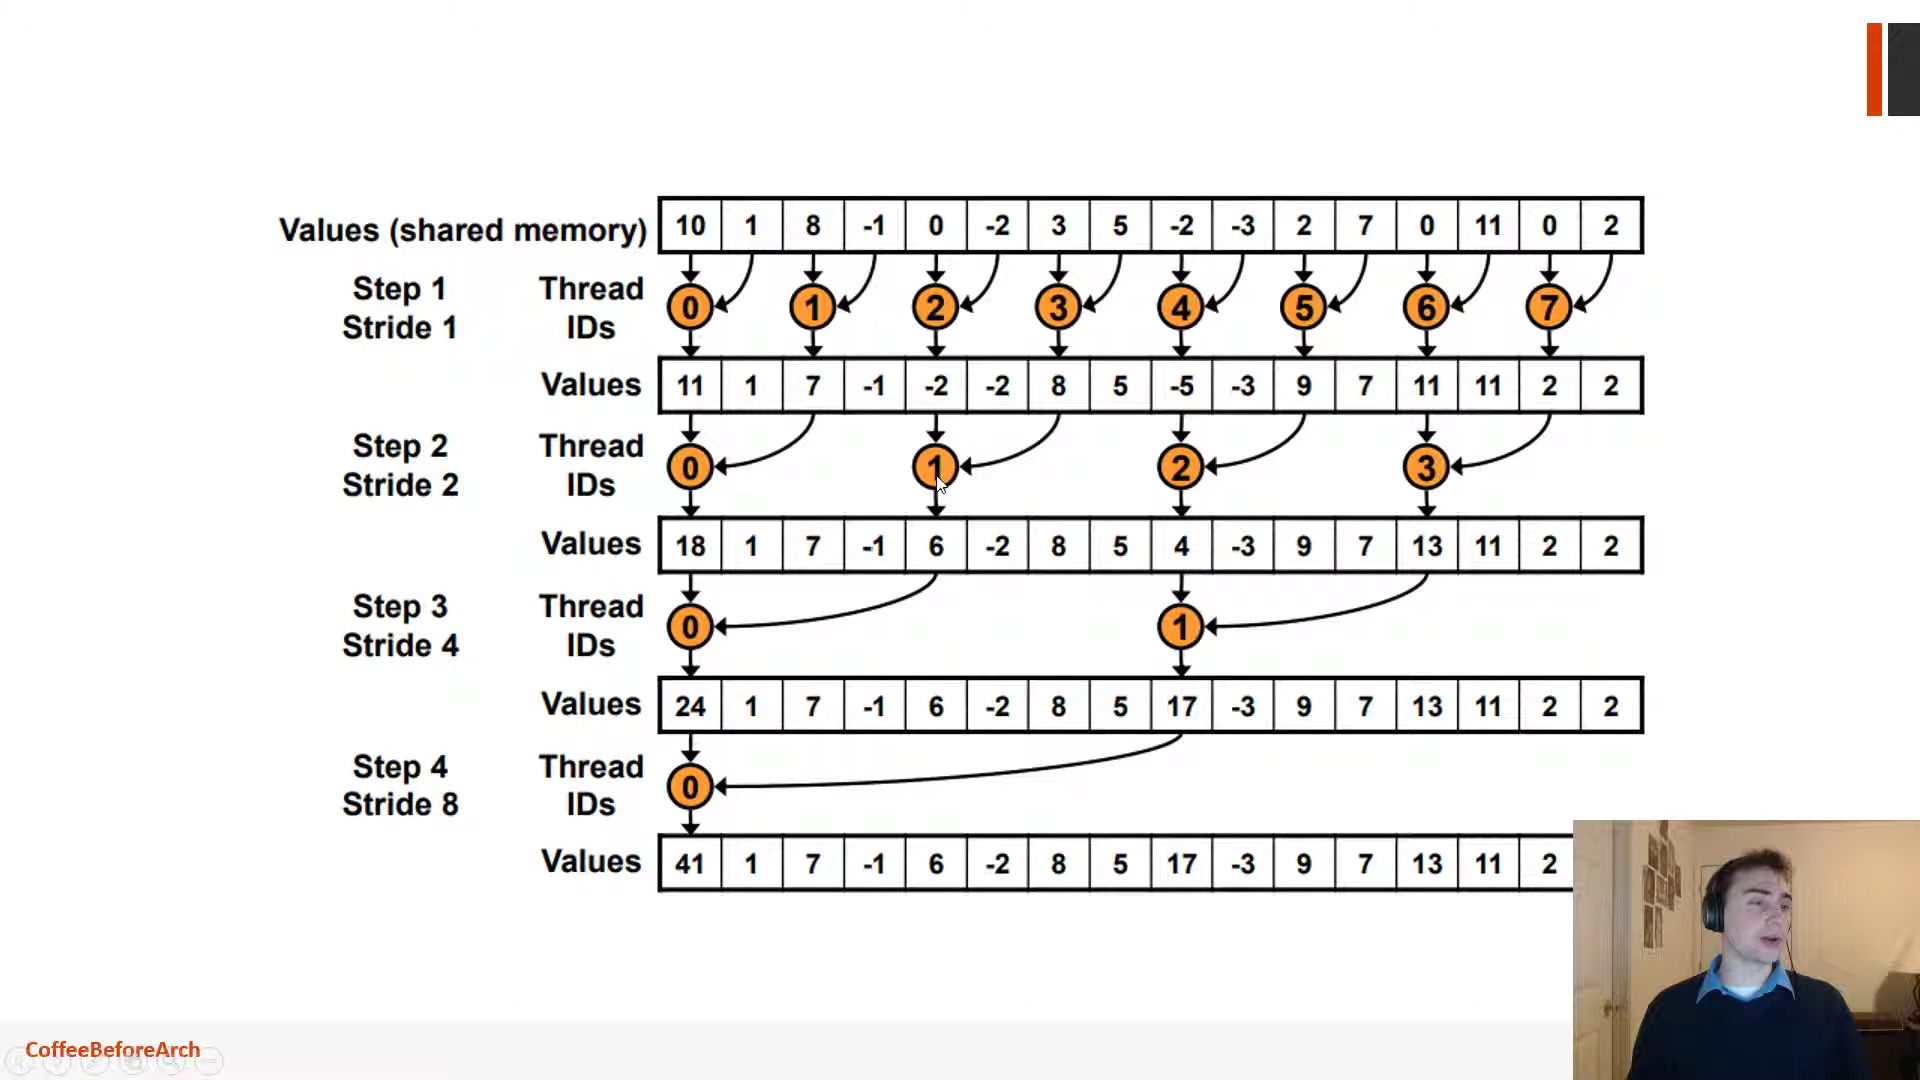 Values (shared memory) 10 1 8 -1 0 -2 3 5 -2 -3 2 7 0 11 0 2
Step 1 Thread
Stride 1 IDs 0 1 2 3 4 5 6 7
Values 11 1 7 -1 -2 -2 8 5 -5 -3 9 7 11 11 2 2
Step 2 Thread
Stride 2 IDs 0 1 2 3
Values 18 1 7 -1 6 -2 8 5 4 -3 9 7 13 11 2 2
Step 3 Thread
Stride 4 IDs 0 1
Values 24 1 7 -1 6 -2 8 5 17 -3 9 7 13 11 2 2
Step 4 Thread
Stride 8 IDs 0
Values 41 1 7 -1 6 -2 8 5 17 -3 9 7 13 11 2
CoffeeBeforeArch